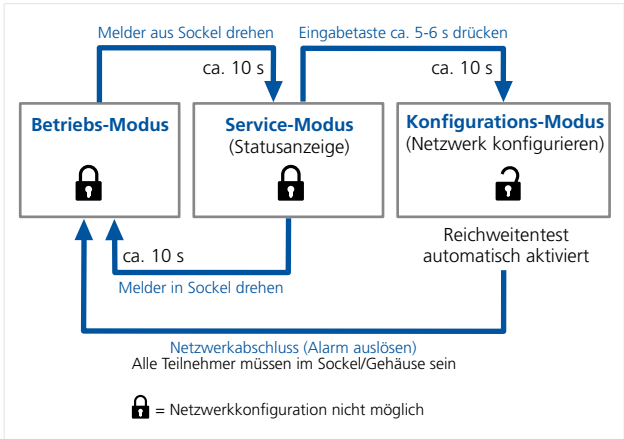 Melder aus Sockel drehen
Eingabetaste ca. 5-6 s drücken
ca. 10 s
ca. 10 s
Betriebs-Modus
Service-Modus
(Statusanzeige)
Konfigurations-Modus
(Netzwerk konfigurieren)
Reichweitentest
automatisch aktiviert
ca. 10 s
Melder in Sockel drehen
Netzwerkabschluss (Alarm auslösen)
Alle Teilnehmer müssen im Sockel/Gehäuse sein
= Netzwerkkonfiguration nicht möglich